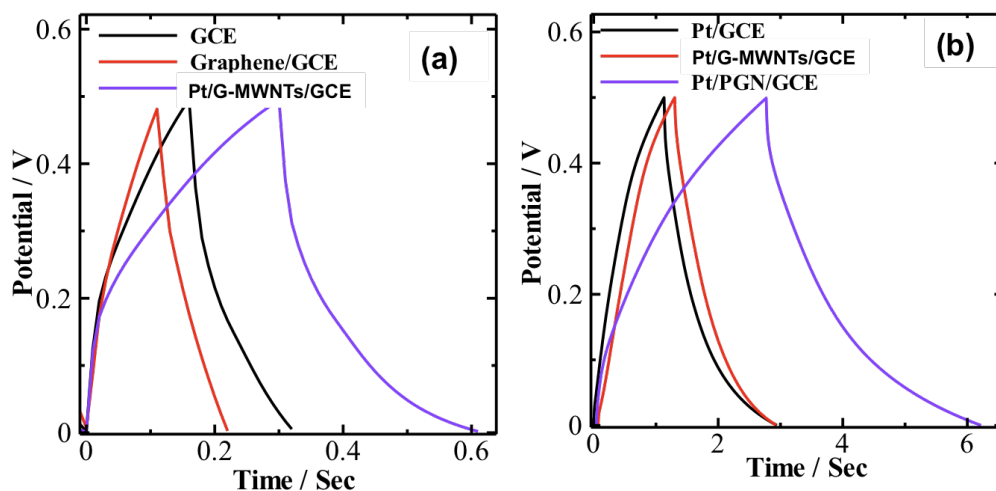 0.6
GCE
Graphene/GCE
Pt/G-MWNTs/GCE
(a)
0.4
0.2
0
Potential / V
0
0.2
0.4
0.6
Time / Sec
0.6
Pt/GCE
Pt/G-MWNTs/GCE
Pt/PGN/GCE
(b)
0.4
0.2
0
Potential / V
0
2
4
6
Time / Sec